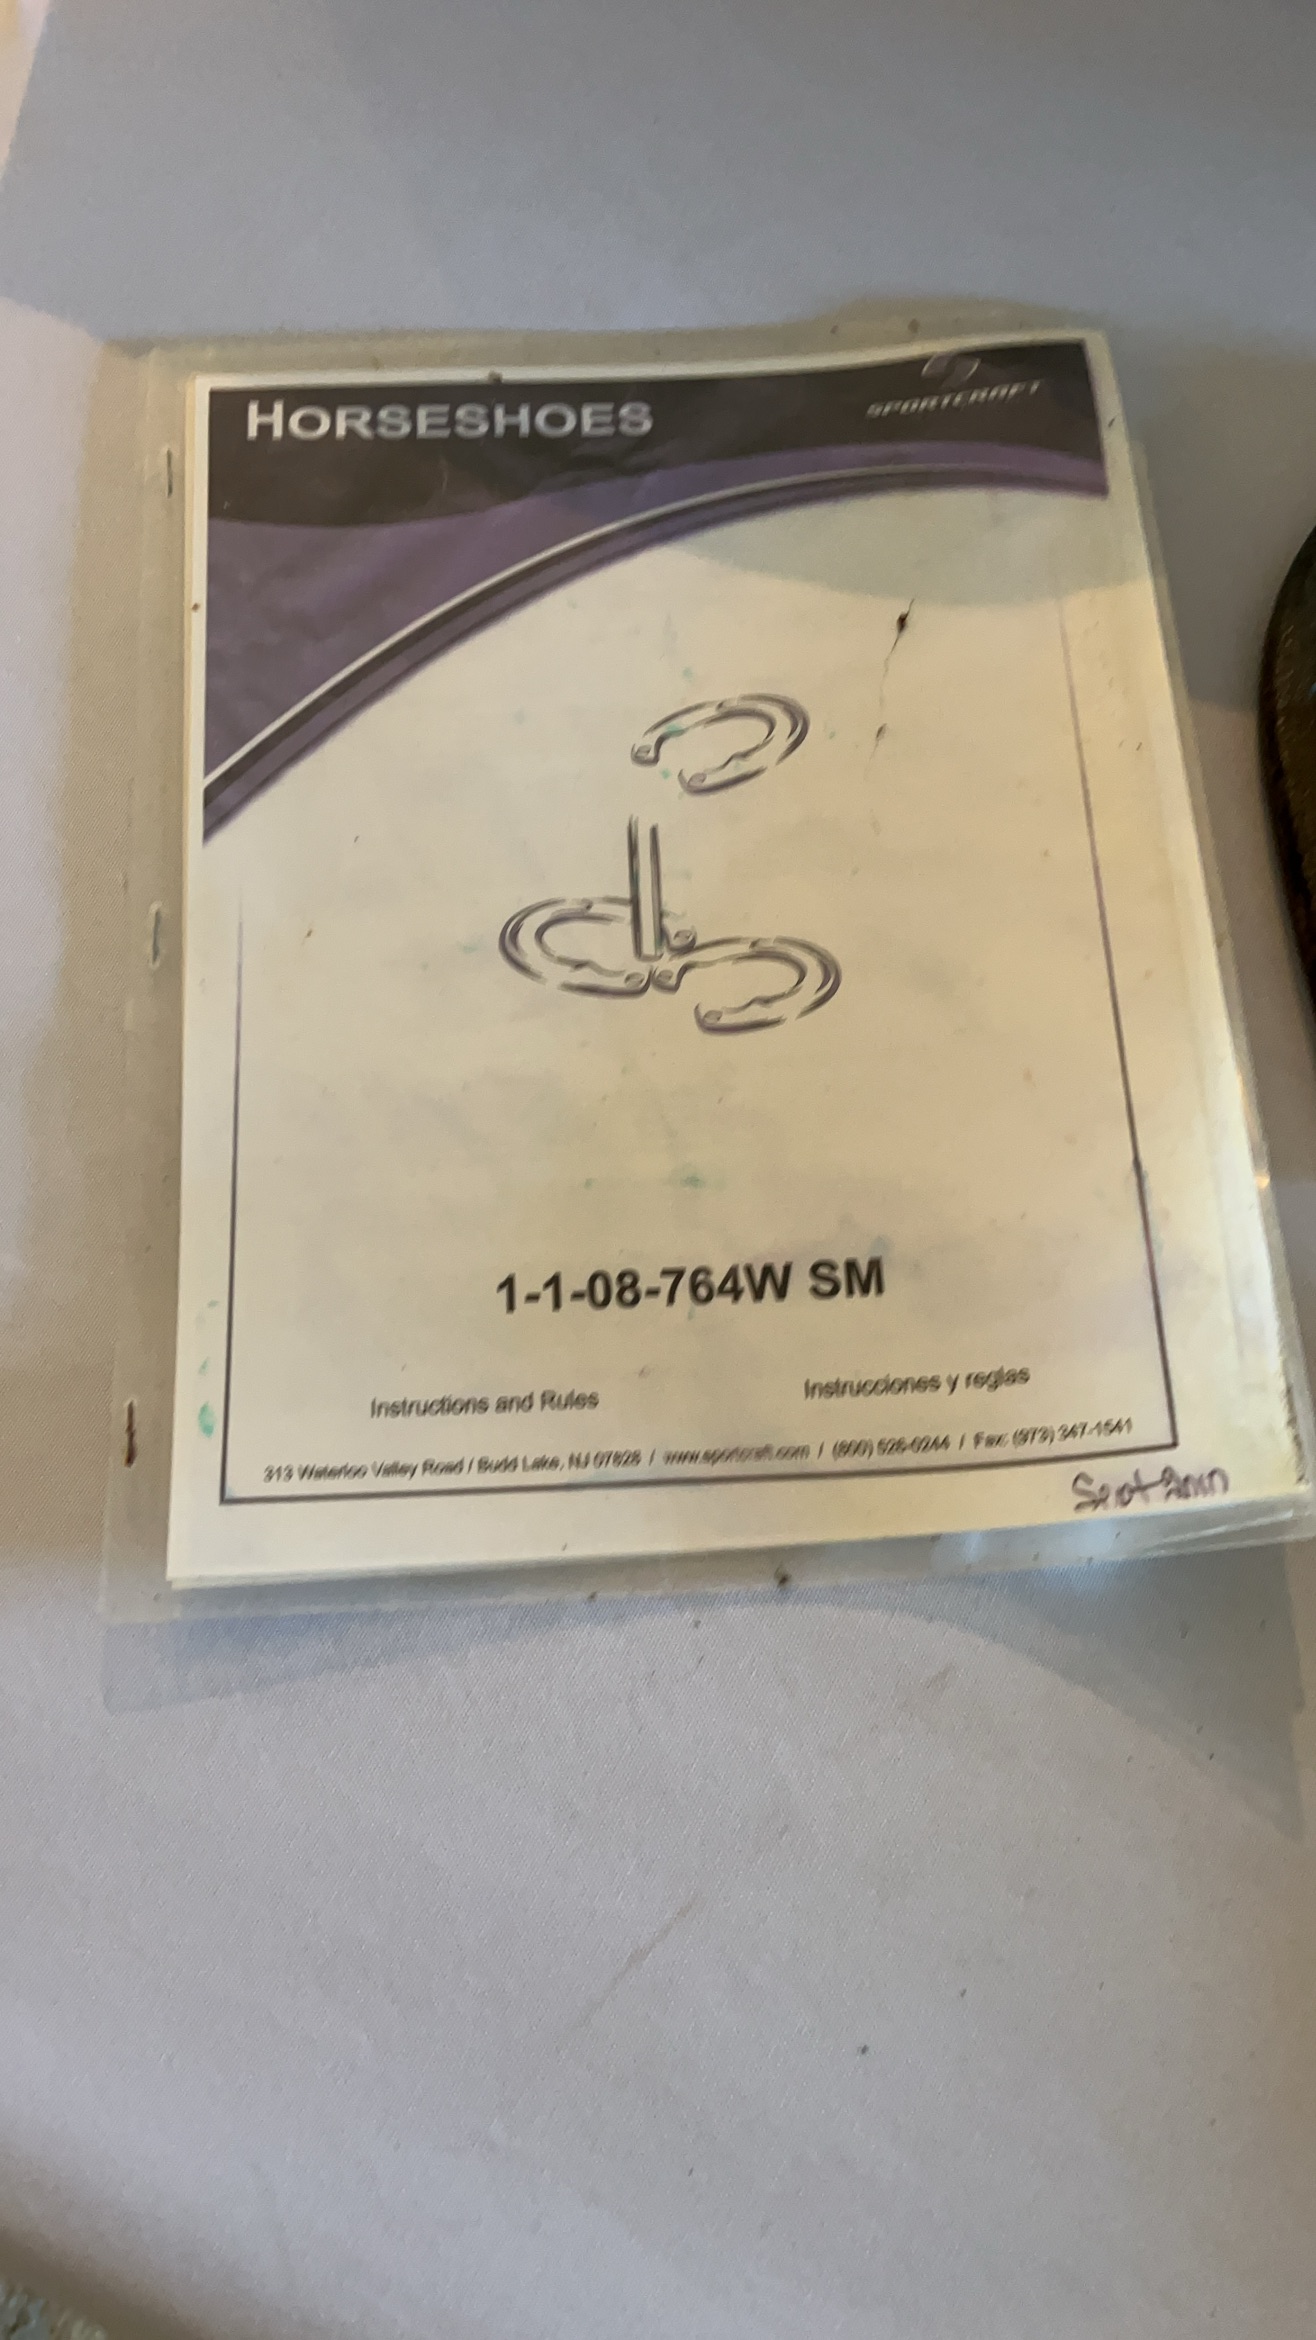 HORSESHOES
SPORTCRAFT
1-1-08-764W SM
Instructions and Rules
Instrucciones y reglas
313 Waterloo Valley Road / Budd Lake, NJ 07828 / www.sportcraft.com / (800) 526-0244 / Fax: (973) 347-1541